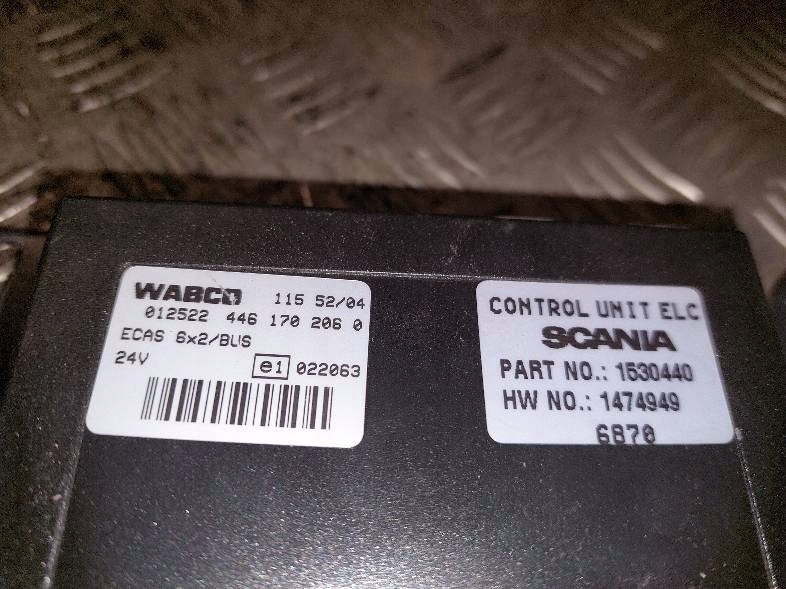 WABCO 115 52/04
012522 446 170 206 0
ECAS 6x2/BUS
24V e1 022063
CONTROL UNIT ELC
SCANIA
PART NO.: 1530440
HW NO.: 1474949
6B70